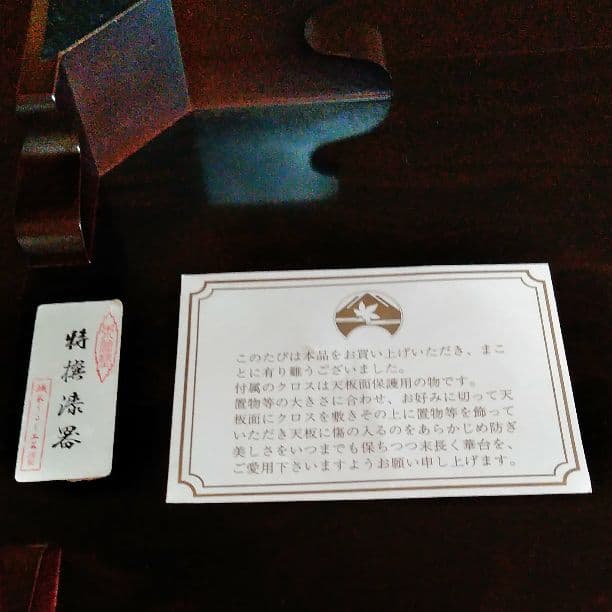 特撰漆器
このたびは本品をお買い上げいただき、まこ
とに有り難うございました。
付属のクロスは天板面保護用の物です。
置物等の大きさに合わせ、お好みに切って天
板面にクロスを敷きその上に置物等を飾って
いただき天板に傷の入るのをあらかじめ防ぎ
美しさをいつまでも保ちつつ末長く華台を、
ご愛用下さいますようお願い申し上げます。